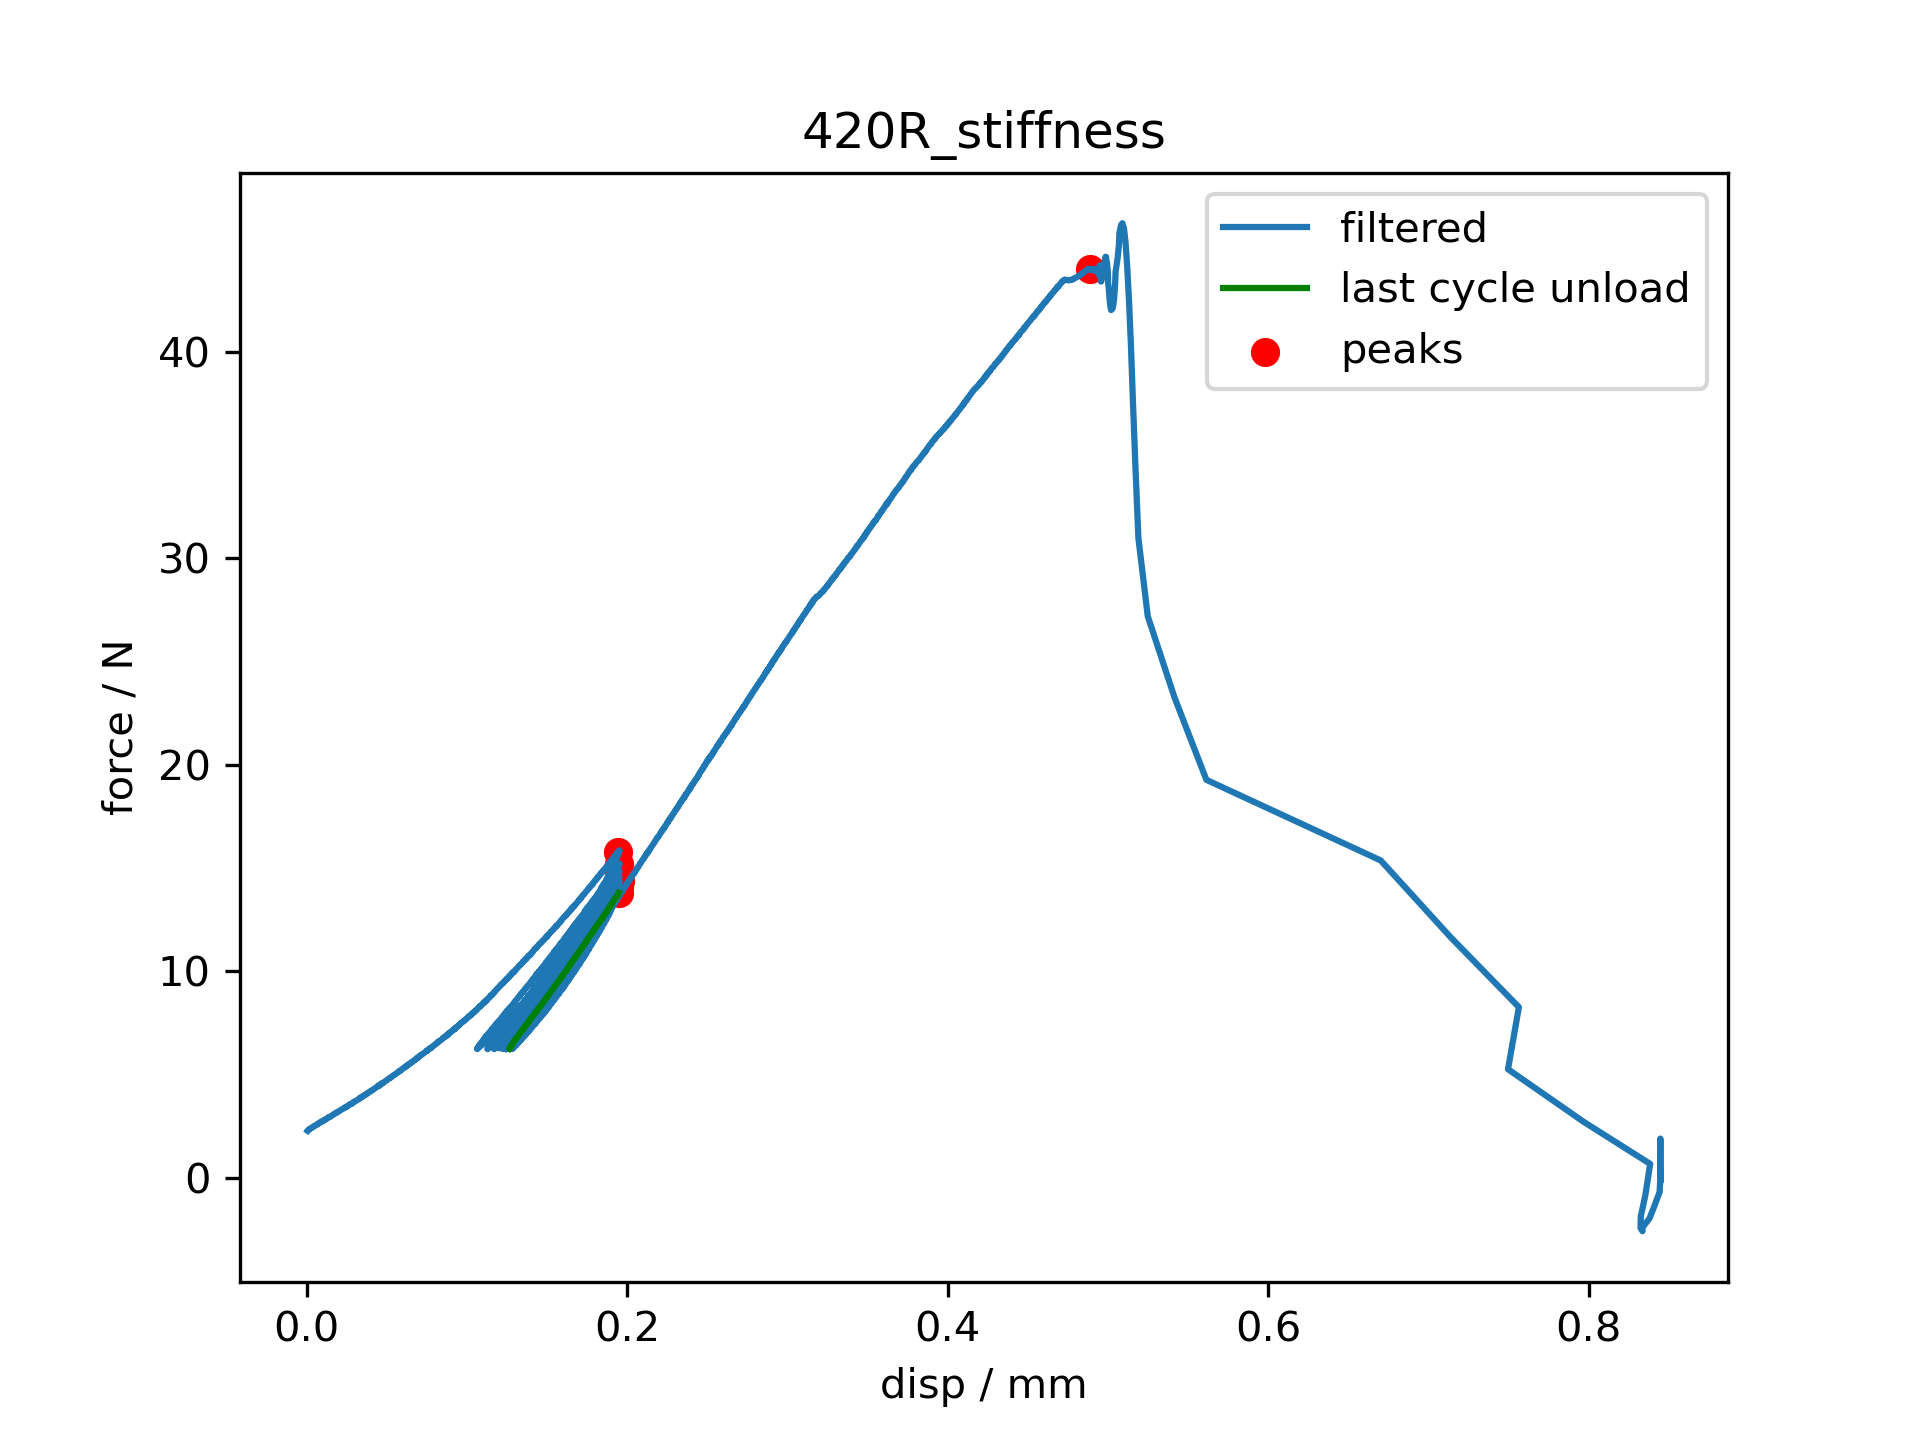 420R_stiffness
filtered
last cycle unload
peaks
force / N
40
30
20
10
0
0.0 0.2 0.4 0.6 0.8
disp / mm